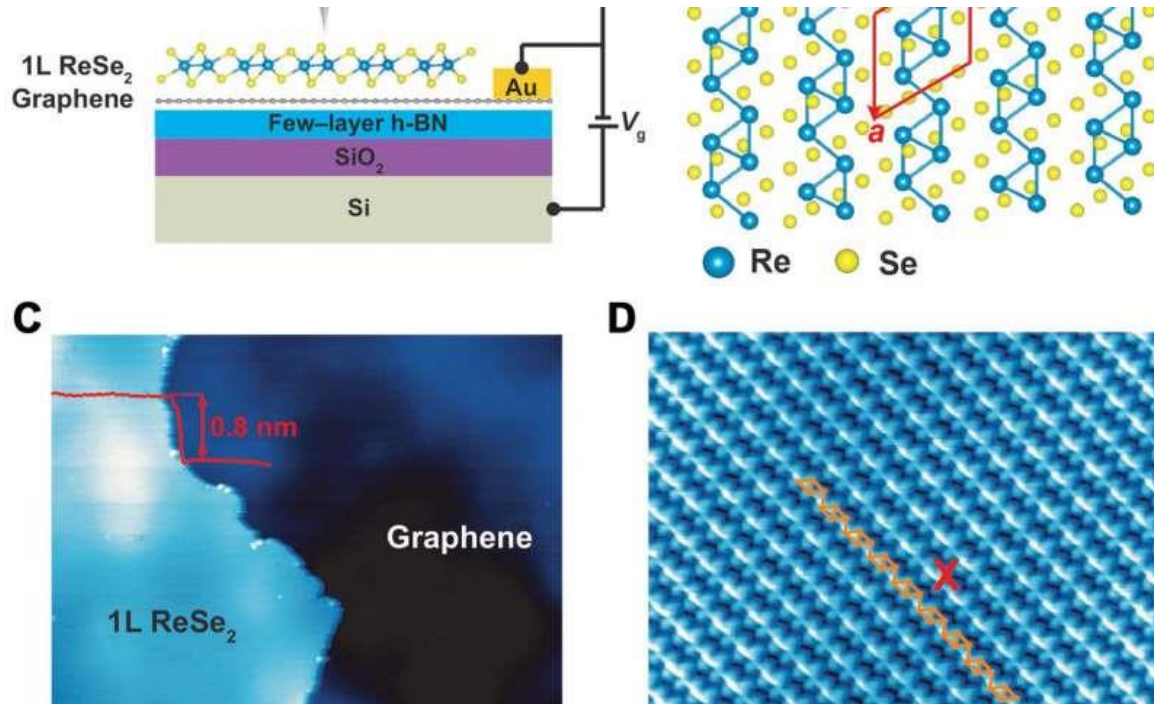 1L ReSe₂
Graphene
Au
Few–layer h-BN
SiO₂
Si
Vg
a
Re
Se
C
0.8 nm
Graphene
1L ReSe₂
D
X